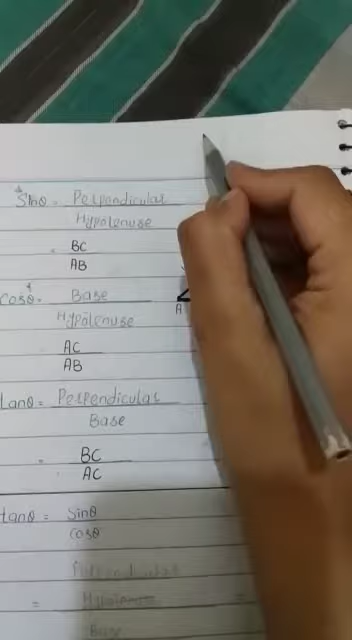 Sinθ = Perpendicular
Hypotenuse
= BC
AB
Cosθ = Base
Hypotenuse
AC
AB
A
tanθ = Perpendicular
Base
= BC
AC
tanθ = Sinθ
cosθ
Perpendicular
= Hypotenuse =
Base